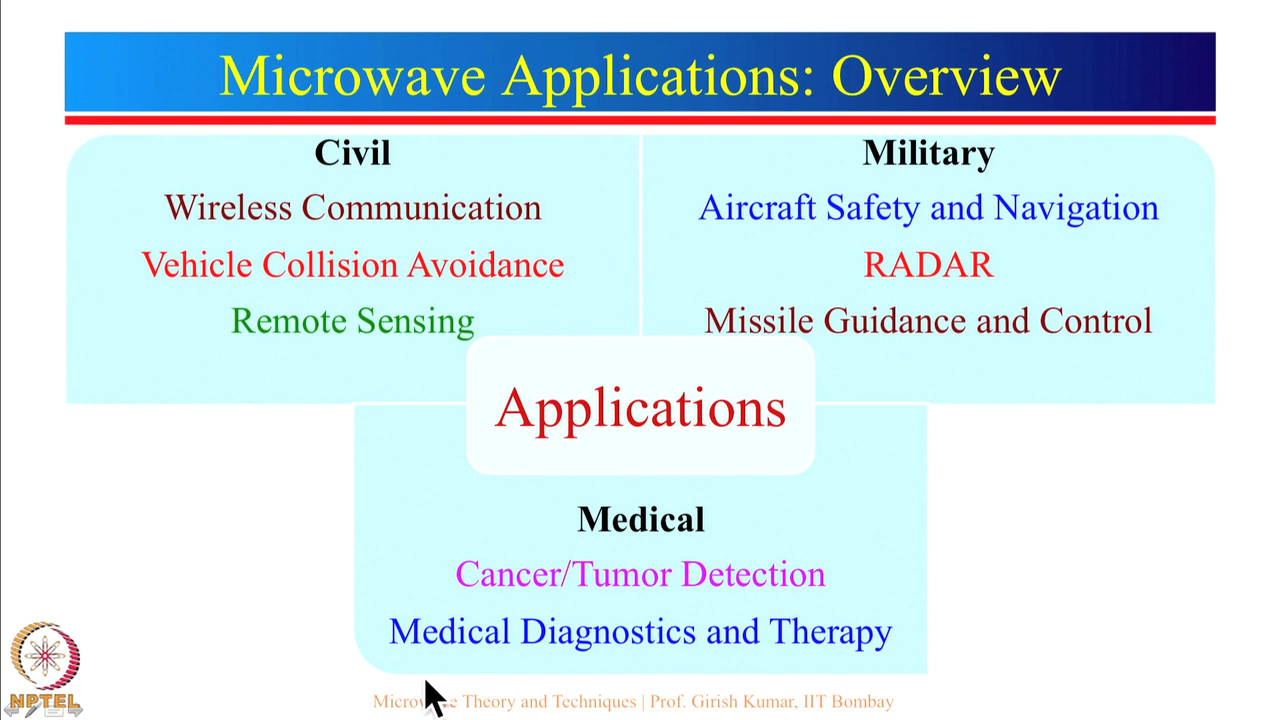 Microwave Applications: Overview
Civil
Wireless Communication
Vehicle Collision Avoidance
Remote Sensing
Military
Aircraft Safety and Navigation
RADAR
Missile Guidance and Control
Applications
Medical
Cancer/Tumor Detection
Medical Diagnostics and Therapy
NPTEL
Microwave Theory and Techniques | Prof. Girish Kumar, IIT Bombay